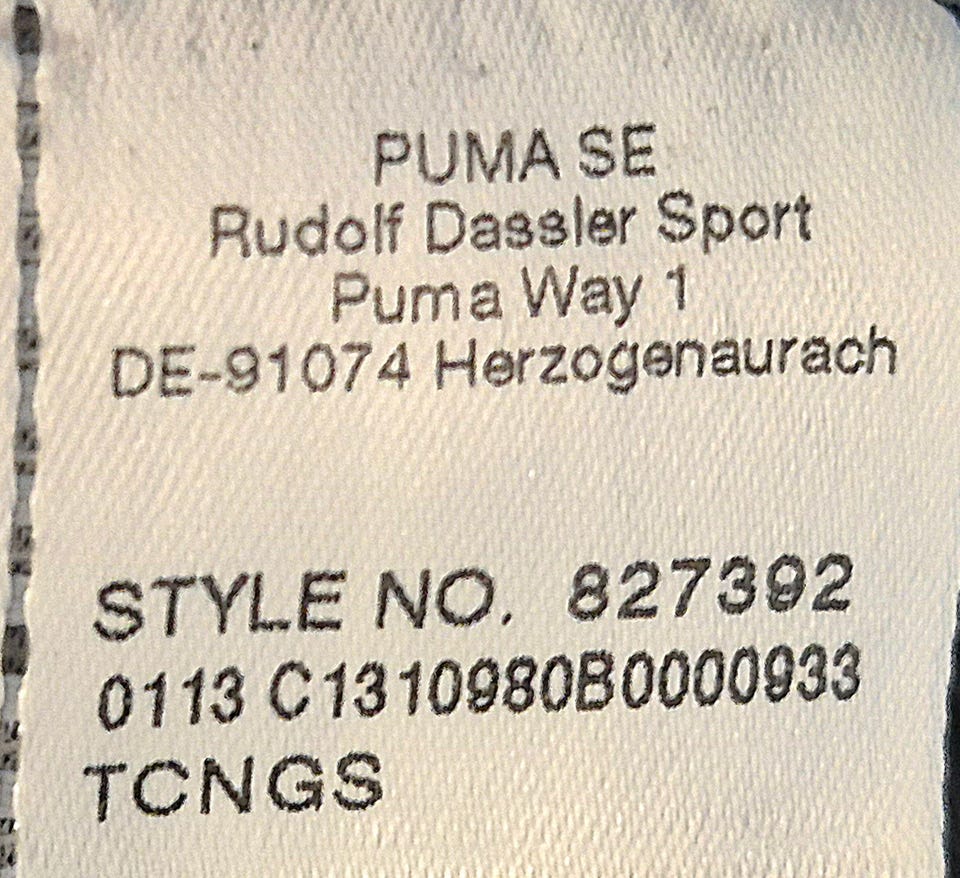 PUMA SE
Rudolf Dassler Sport
Puma Way 1
DE-91074 Herzogenaurach
STYLE NO. 827392
0113 C1310980B0000933
TCNGS